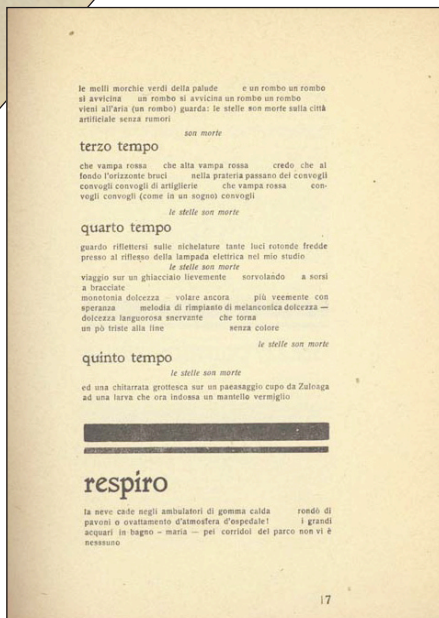 le molli morchie verdi della palude e un rombo un rombo
si avvicina un rombo si avvicina un rombo un rombo
vieni all'aria (un rombo) guarda: le stelle son morte sulla città
artificiale senza rumori
son morte
terzo tempo
che vampa rossa che alta vampa rossa credo che al
fondo l'orizzonte bruci nella prateria passano dei convogli
convogli convogli di artiglierie che vampa rossa con-
vogli convogli (come in un sogno) convogli
le stelle son morte
quarto tempo
guardo riflettersi sulle nichelature tante luci rotonde fredde
presso al riflesso della lampada elettrica nel mio studio
le stelle son morte
viaggio sur un ghiacciaio lievemente sorvolando a sorsi
a bracciate
monotonia dolcezza — volare ancora più veemente con
speranza melodia di rimpianto di melanconica dolcezza —
dolcezza languorosa snervante che torna
un pò triste alla line senza colore
le stelle son morte
quinto tempo
le stelle son morte
ed una chitarrata grottesca sur un paeasaggio cupo da Zuloaga
ad una larva che ora indossa un mantello vermiglio
respiro
la neve cade negli ambulatori di gomma calda rondò di
pavoni o ovattamento d'atmosfera d'ospedale! i grandi
acquari in bagno - maria — pei corridoi del parco non vi è
nesssuno
17